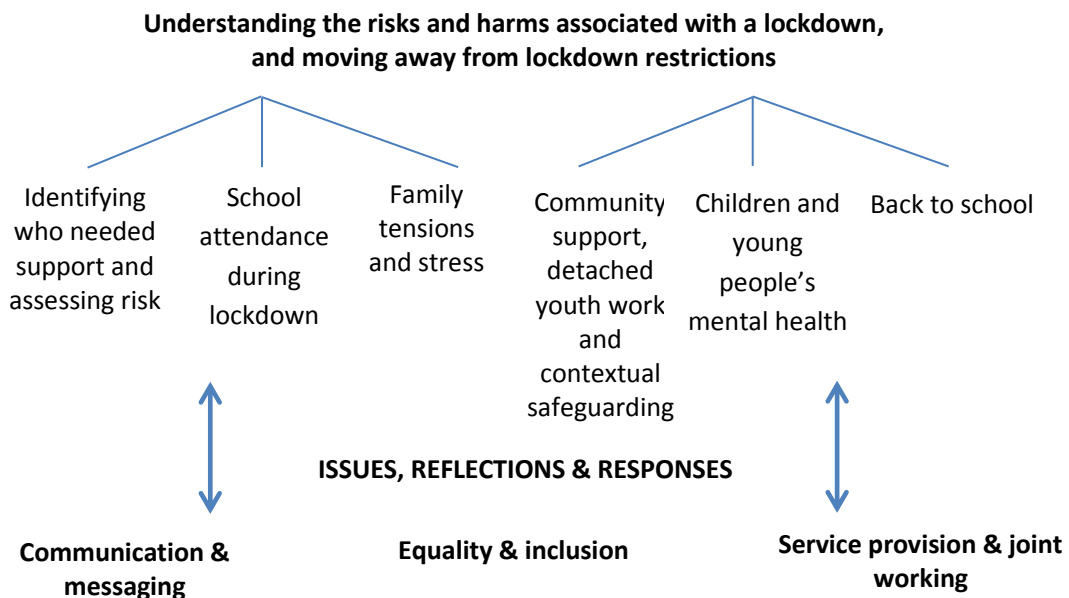 Understanding the risks and harms associated with a lockdown,
and moving away from lockdown restrictions
Identifying
who needed
support and
assessing risk
School
attendance
during
lockdown
Family
tensions
and stress
Community
support,
detached
youth work
and
contextual
safeguarding
Children and
young
people’s
mental health
Back to school
ISSUES, REFLECTIONS & RESPONSES
Communication &
messaging
Equality & inclusion
Service provision & joint
working